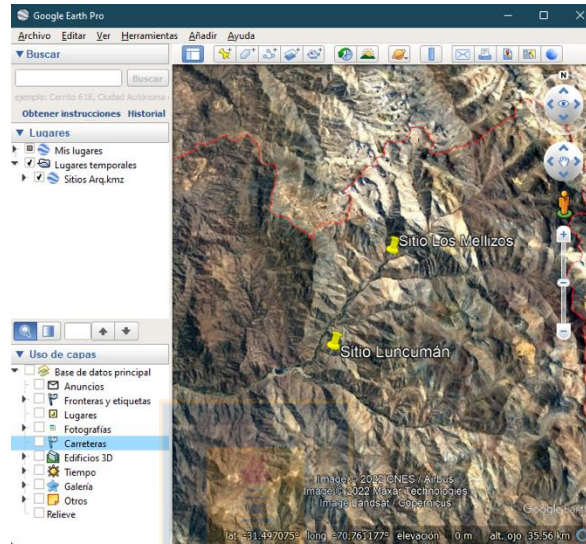 Google Earth Pro
Archivo Editar Ver Herramientas Añadir Ayuda
▼ Buscar
Buscar
ejemplo: Cerrito 618, Ciudad Autónoma
Obtener instrucciones Historial
▼ Lugares
Mis lugares
Lugares temporales
Sitios Arq.kmz
▼ Uso de capas
Base de datos principal
Anuncios
Fronteras y etiquetas
Lugares
Fotografías
Carreteras
Edificios 3D
Tiempo
Galería
Otros
Relieve
N
Sitio Los Mellizos
Sitio Luncumán
Image © 2022 CNES / Airbus
Image © 2022 Maxar Technologies
Image Landsat / Copernicus
Google Earth
lat -31.497075° long -70.761177° elevación 0 m alt. ojo 35.56 km